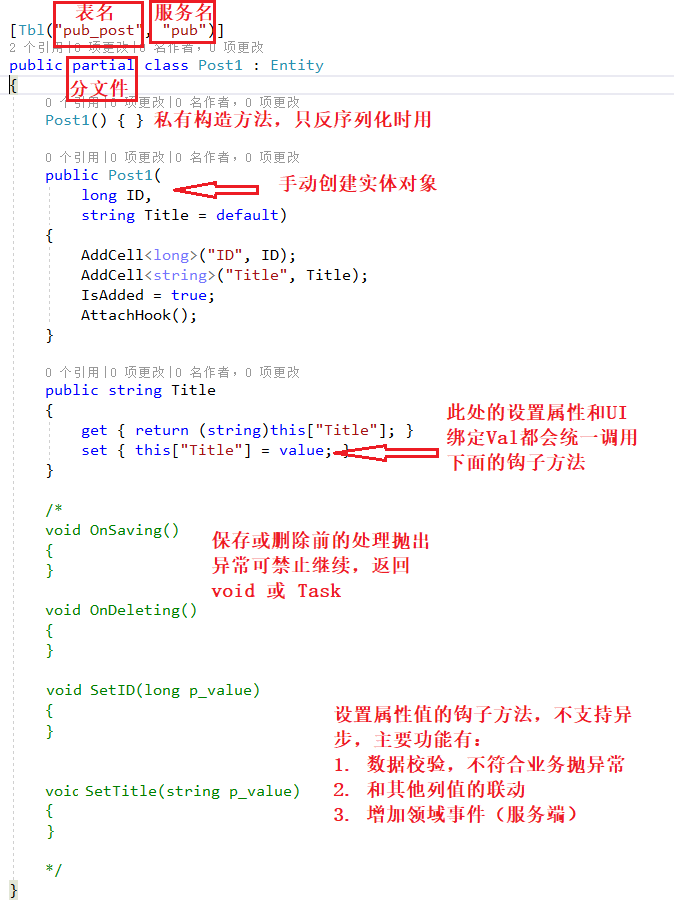 表名 服务名
[Tbl("pub_post", "pub")]
2 个引用|0 项更改|0 名作者，0 项更改
public partial class Post1 : Entity
{
分文件
0 个引用|0 项更改|0 名作者，0 项更改
Post1() { } 私有构造方法，只反序列化时用
0 个引用|0 项更改|0 名作者，0 项更改
public Post1(
long ID,
手动创建实体对象
string Title = default)
{
AddCell<long>("ID", ID);
AddCell<string>("Title", Title);
IsAdded = true;
AttachHook();
}
0 个引用|0 项更改|0 名作者，0 项更改
public string Title
{
get { return (string)this["Title"]; }
set { this["Title"] = value; }
}
此处的设置属性和UI
绑定Val都会统一调用
下面的钩子方法
/*
void OnSaving()
{
}
保存或删除前的处理抛出
异常可禁止继续，返回
void 或 Task
void OnDeleting()
{
}
void SetID(long p_value)
{
}
设置属性值的钩子方法，不支持异
步，主要功能有：
1. 数据校验，不符合业务抛异常
2. 和其他列值的联动
3. 增加领域事件（服务端）
void SetTitle(string p_value)
{
}
*/
}